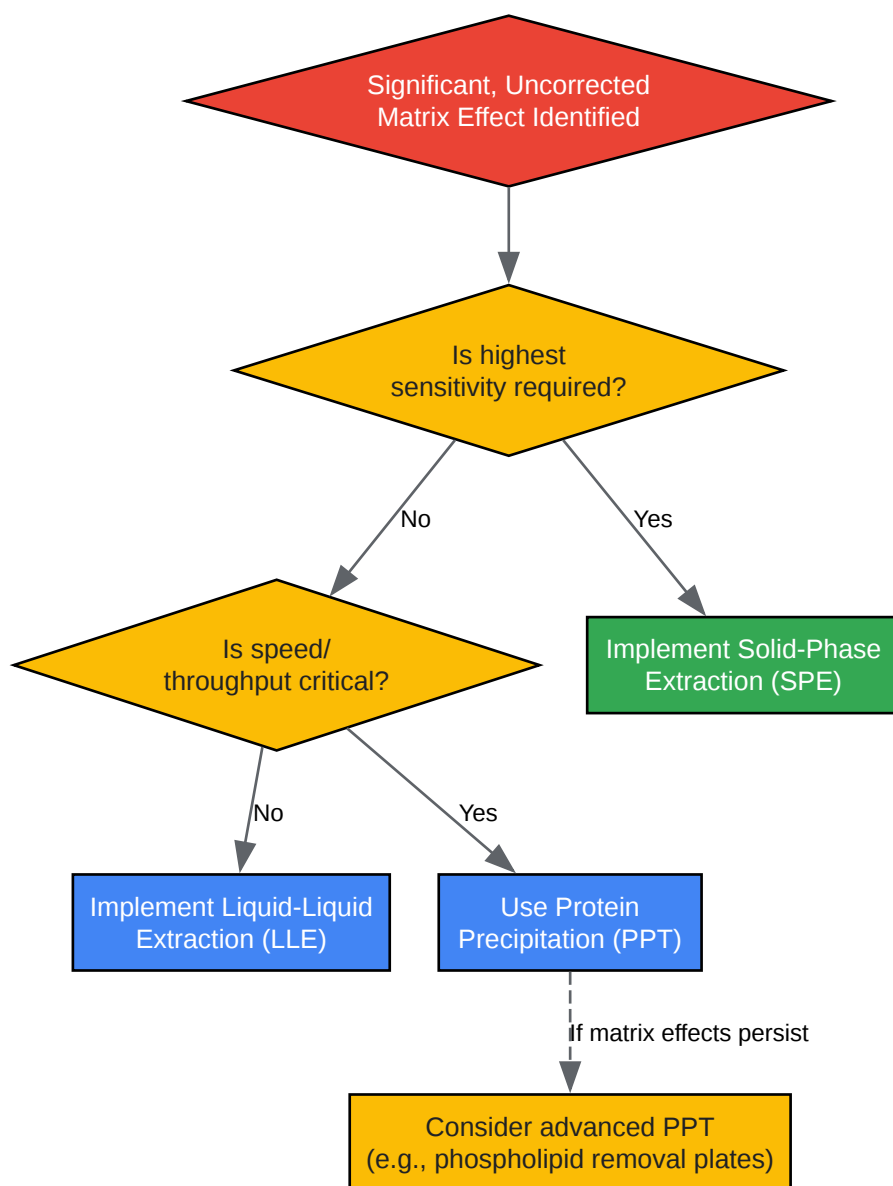 Significant, Uncorrected
Matrix Effect Identified
Is highest
sensitivity required?
No
Yes
Is speed/
throughput critical?
Implement Solid-Phase
Extraction (SPE)
No
Yes
Implement Liquid-Liquid
Extraction (LLE)
Use Protein
Precipitation (PPT)
If matrix effects persist
Consider advanced PPT
(e.g., phospholipid removal plates)